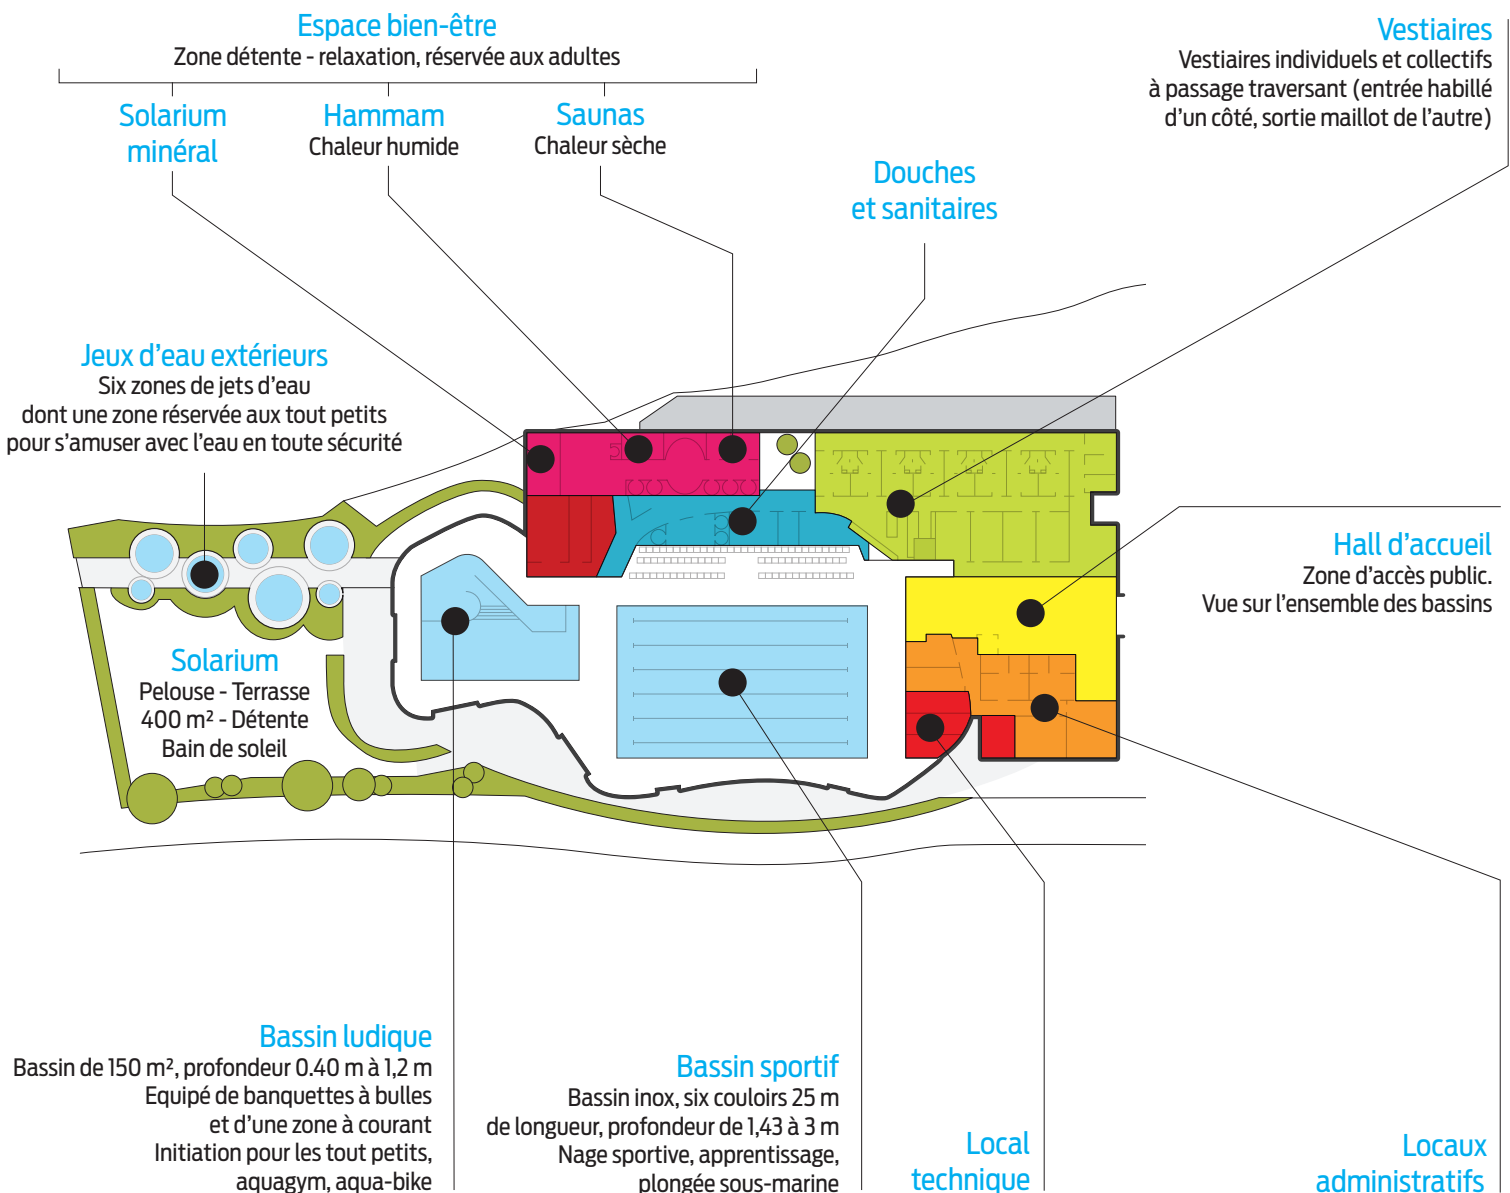 Espace bien-être
Zone détente - relaxation, réservée aux adultes
Solarium
minéral
Hammam
Chaleur humide
Saunas
Chaleur sèche
Vestiaires
Vestiaires individuels et collectifs
à passage traversant (entrée habillé
d'un côté, sortie maillot de l'autre)
Douches
et sanitaires
Jeux d'eau extérieurs
Six zones de jets d'eau
dont une zone réservée aux tout petits
pour s'amuser avec l'eau en toute sécurité
Hall d'accueil
Zone d'accès public.
Vue sur l'ensemble des bassins
Solarium
Pelouse - Terrasse
400 m² - Détente
Bain de soleil
Bassin ludique
Bassin de 150 m², profondeur 0.40 m à 1,2 m
Equipé de banquettes à bulles
et d'une zone à courant
Initiation pour les tout petits,
aquagym, aqua-bike
Bassin sportif
Bassin inox, six couloirs 25 m
de longueur, profondeur de 1,43 à 3 m
Nage sportive, apprentissage,
plongée sous-marine
Local
technique
Locaux
administratifs